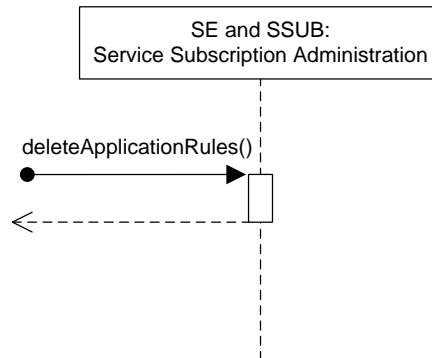 SE and SSUB:
Service Subscription Administration
deleteApplicationRules()